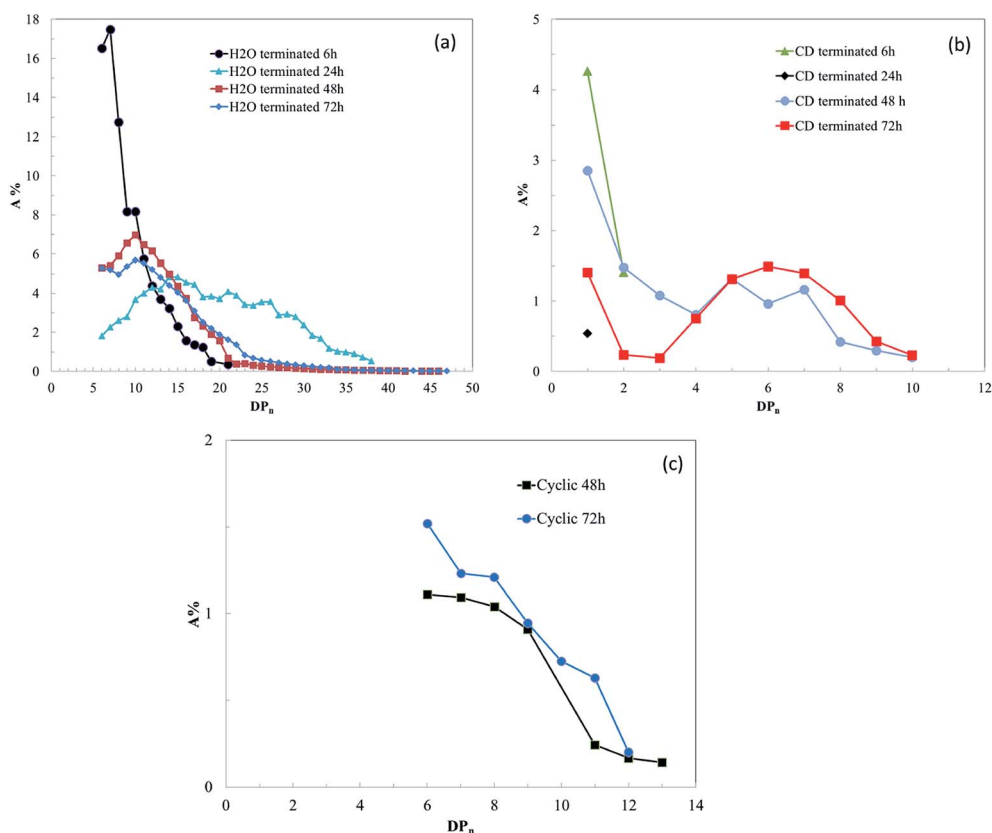 18
16
14
12
10
8
6
4
2
0
A %
0 5 10 15 20 25 30 35 40 45 50
DPn
(a)
H2O terminated 6h
H2O terminated 24h
H2O terminated 48h
H2O terminated 72h
5
4
3
2
1
0
A%
0 2 4 6 8 10 12
DPn
(b)
CD terminated 6h
CD terminated 24h
CD terminated 48 h
CD terminated 72h
2
1
0
A%
0 2 4 6 8 10 12 14
DPn
(c)
Cyclic 48h
Cyclic 72h